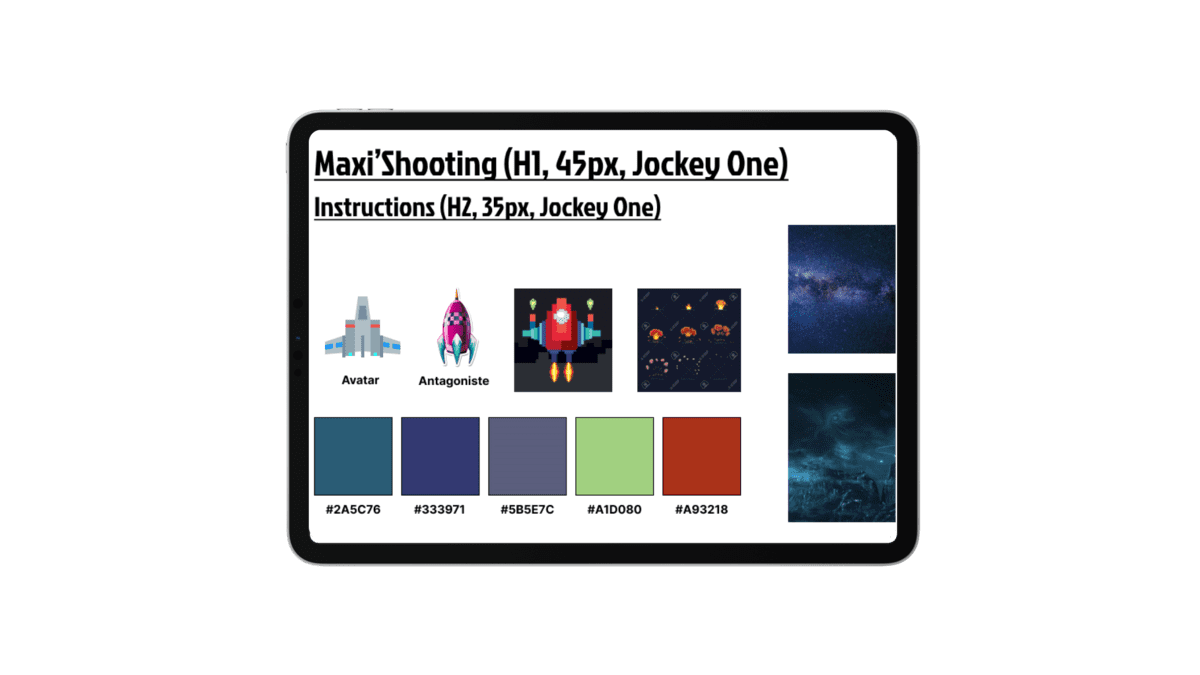 Maxi’Shooting (H1, 45px, Jockey One)
Instructions (H2, 35px, Jockey One)
Avatar
Antagoniste
#2A5C76
#333971
#5B5E7C
#A1D080
#A93218